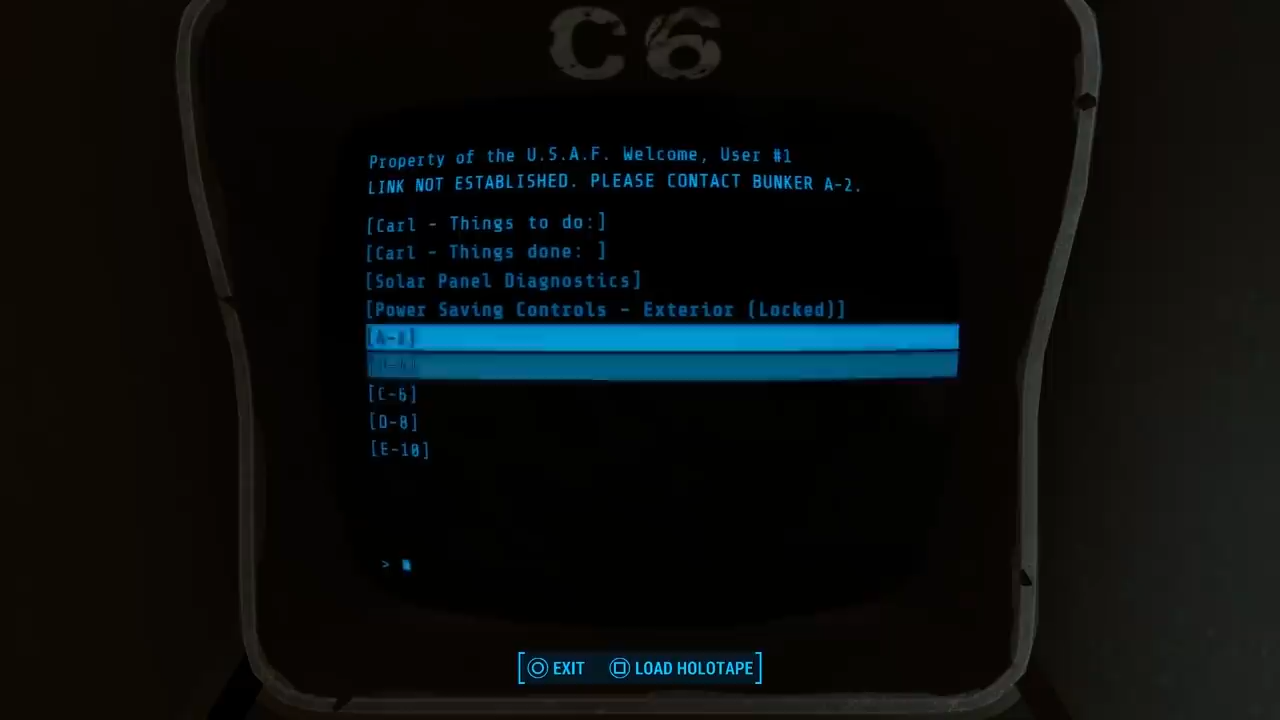 C6
Property of the U.S.A.F. Welcome, User #1
LINK NOT ESTABLISHED. PLEASE CONTACT BUNKER A-2.
[Carl - Things to do:]
[Carl - Things done: ]
[Solar Panel Diagnostics]
[Power Saving Controls - Exterior (Locked)]
[C-6]
[D-8]
[E-10]
>
[ EXIT LOAD HOLOTAPE ]